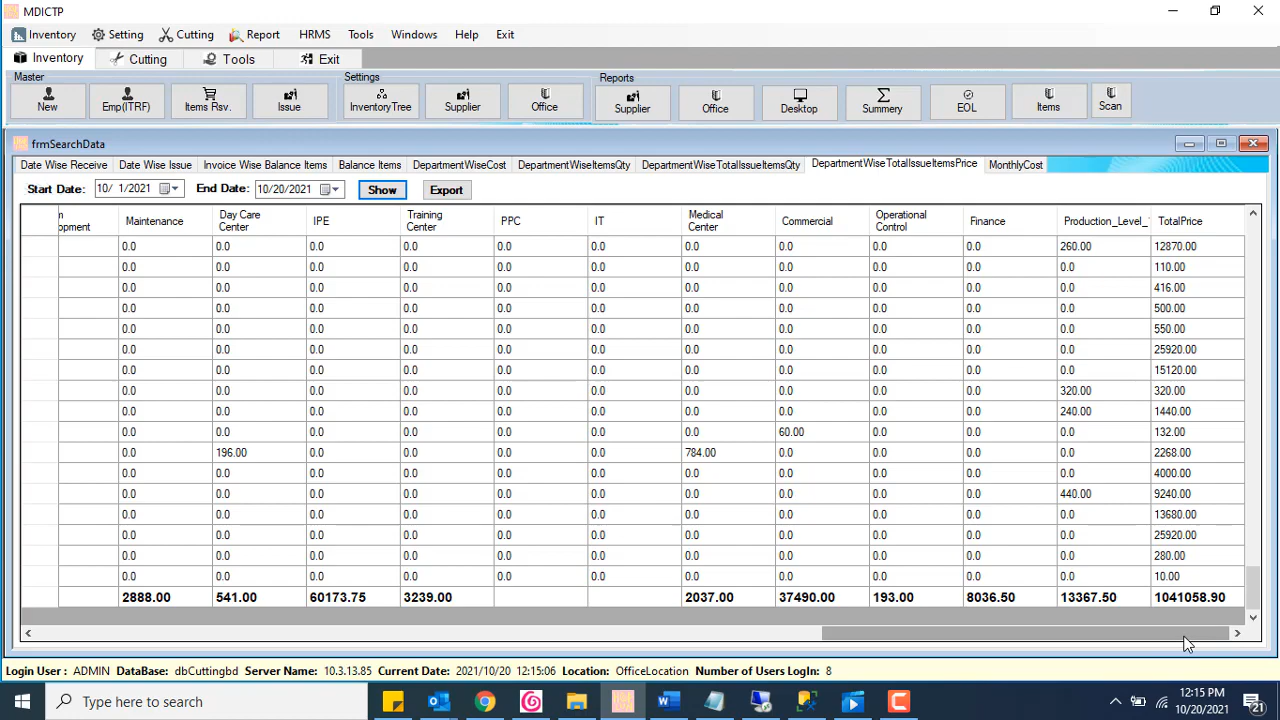 MDICTP
Inventory Setting Cutting Report HRMS Tools Windows Help Exit
Inventory Cutting Tools Exit
Master Settings Reports
New Emp(ITRF) Items Rsv. Issue InventoryTree Supplier Office Supplier Office Desktop Summery EOL Items Scan
frmSearchData
Date Wise Receive Date Wise Issue Invoice Wise Balance Items Balance Items DepartmentWiseCost DepartmentWiseItemsQty DepartmentWiseTotalIssueItemsQty DepartmentWiseTotalIssueItemsPrice MonthlyCost
Start Date: 10/ 1/2021 End Date: 10/20/2021 Show Export
Maintenance Day Care Center IPE Training Center PPC IT Medical Center Commercial Operational Control Finance Production_Level_ TotalPrice
0.0 0.0 0.0 0.0 0.0 0.0 0.0 0.0 0.0 0.0 260.00 12870.00
0.0 0.0 0.0 0.0 0.0 0.0 0.0 0.0 0.0 0.0 0.0 110.00
0.0 0.0 0.0 0.0 0.0 0.0 0.0 0.0 0.0 0.0 0.0 416.00
0.0 0.0 0.0 0.0 0.0 0.0 0.0 0.0 0.0 0.0 0.0 500.00
0.0 0.0 0.0 0.0 0.0 0.0 0.0 0.0 0.0 0.0 0.0 550.00
0.0 0.0 0.0 0.0 0.0 0.0 0.0 0.0 0.0 0.0 0.0 25920.00
0.0 0.0 0.0 0.0 0.0 0.0 0.0 0.0 0.0 0.0 0.0 15120.00
0.0 0.0 0.0 0.0 0.0 0.0 0.0 0.0 0.0 0.0 320.00 320.00
0.0 0.0 0.0 0.0 0.0 0.0 0.0 0.0 0.0 0.0 240.00 1440.00
0.0 0.0 0.0 0.0 0.0 0.0 0.0 60.00 0.0 0.0 0.0 132.00
0.0 196.00 0.0 0.0 0.0 0.0 784.00 0.0 0.0 0.0 0.0 2268.00
0.0 0.0 0.0 0.0 0.0 0.0 0.0 0.0 0.0 0.0 0.0 4000.00
0.0 0.0 0.0 0.0 0.0 0.0 0.0 0.0 0.0 0.0 440.00 9240.00
0.0 0.0 0.0 0.0 0.0 0.0 0.0 0.0 0.0 0.0 0.0 13680.00
0.0 0.0 0.0 0.0 0.0 0.0 0.0 0.0 0.0 0.0 0.0 25920.00
0.0 0.0 0.0 0.0 0.0 0.0 0.0 0.0 0.0 0.0 0.0 280.00
0.0 0.0 0.0 0.0 0.0 0.0 0.0 0.0 0.0 0.0 0.0 10.00
2888.00 541.00 60173.75 3239.00 2037.00 37490.00 193.00 8036.50 13367.50 1041058.90
Login User : ADMIN DataBase: dbCuttingbd Server Name: 10.3.13.85 Current Date: 2021/10/20 12:15:06 Location: OfficeLocation Number of Users LogIn: 8
Type here to search
12:15 PM
10/20/2021
21